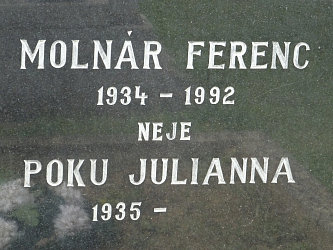 MOLNÁR FERENC
1934 - 1992
NEJE
POKU JULIANNA
1935 -